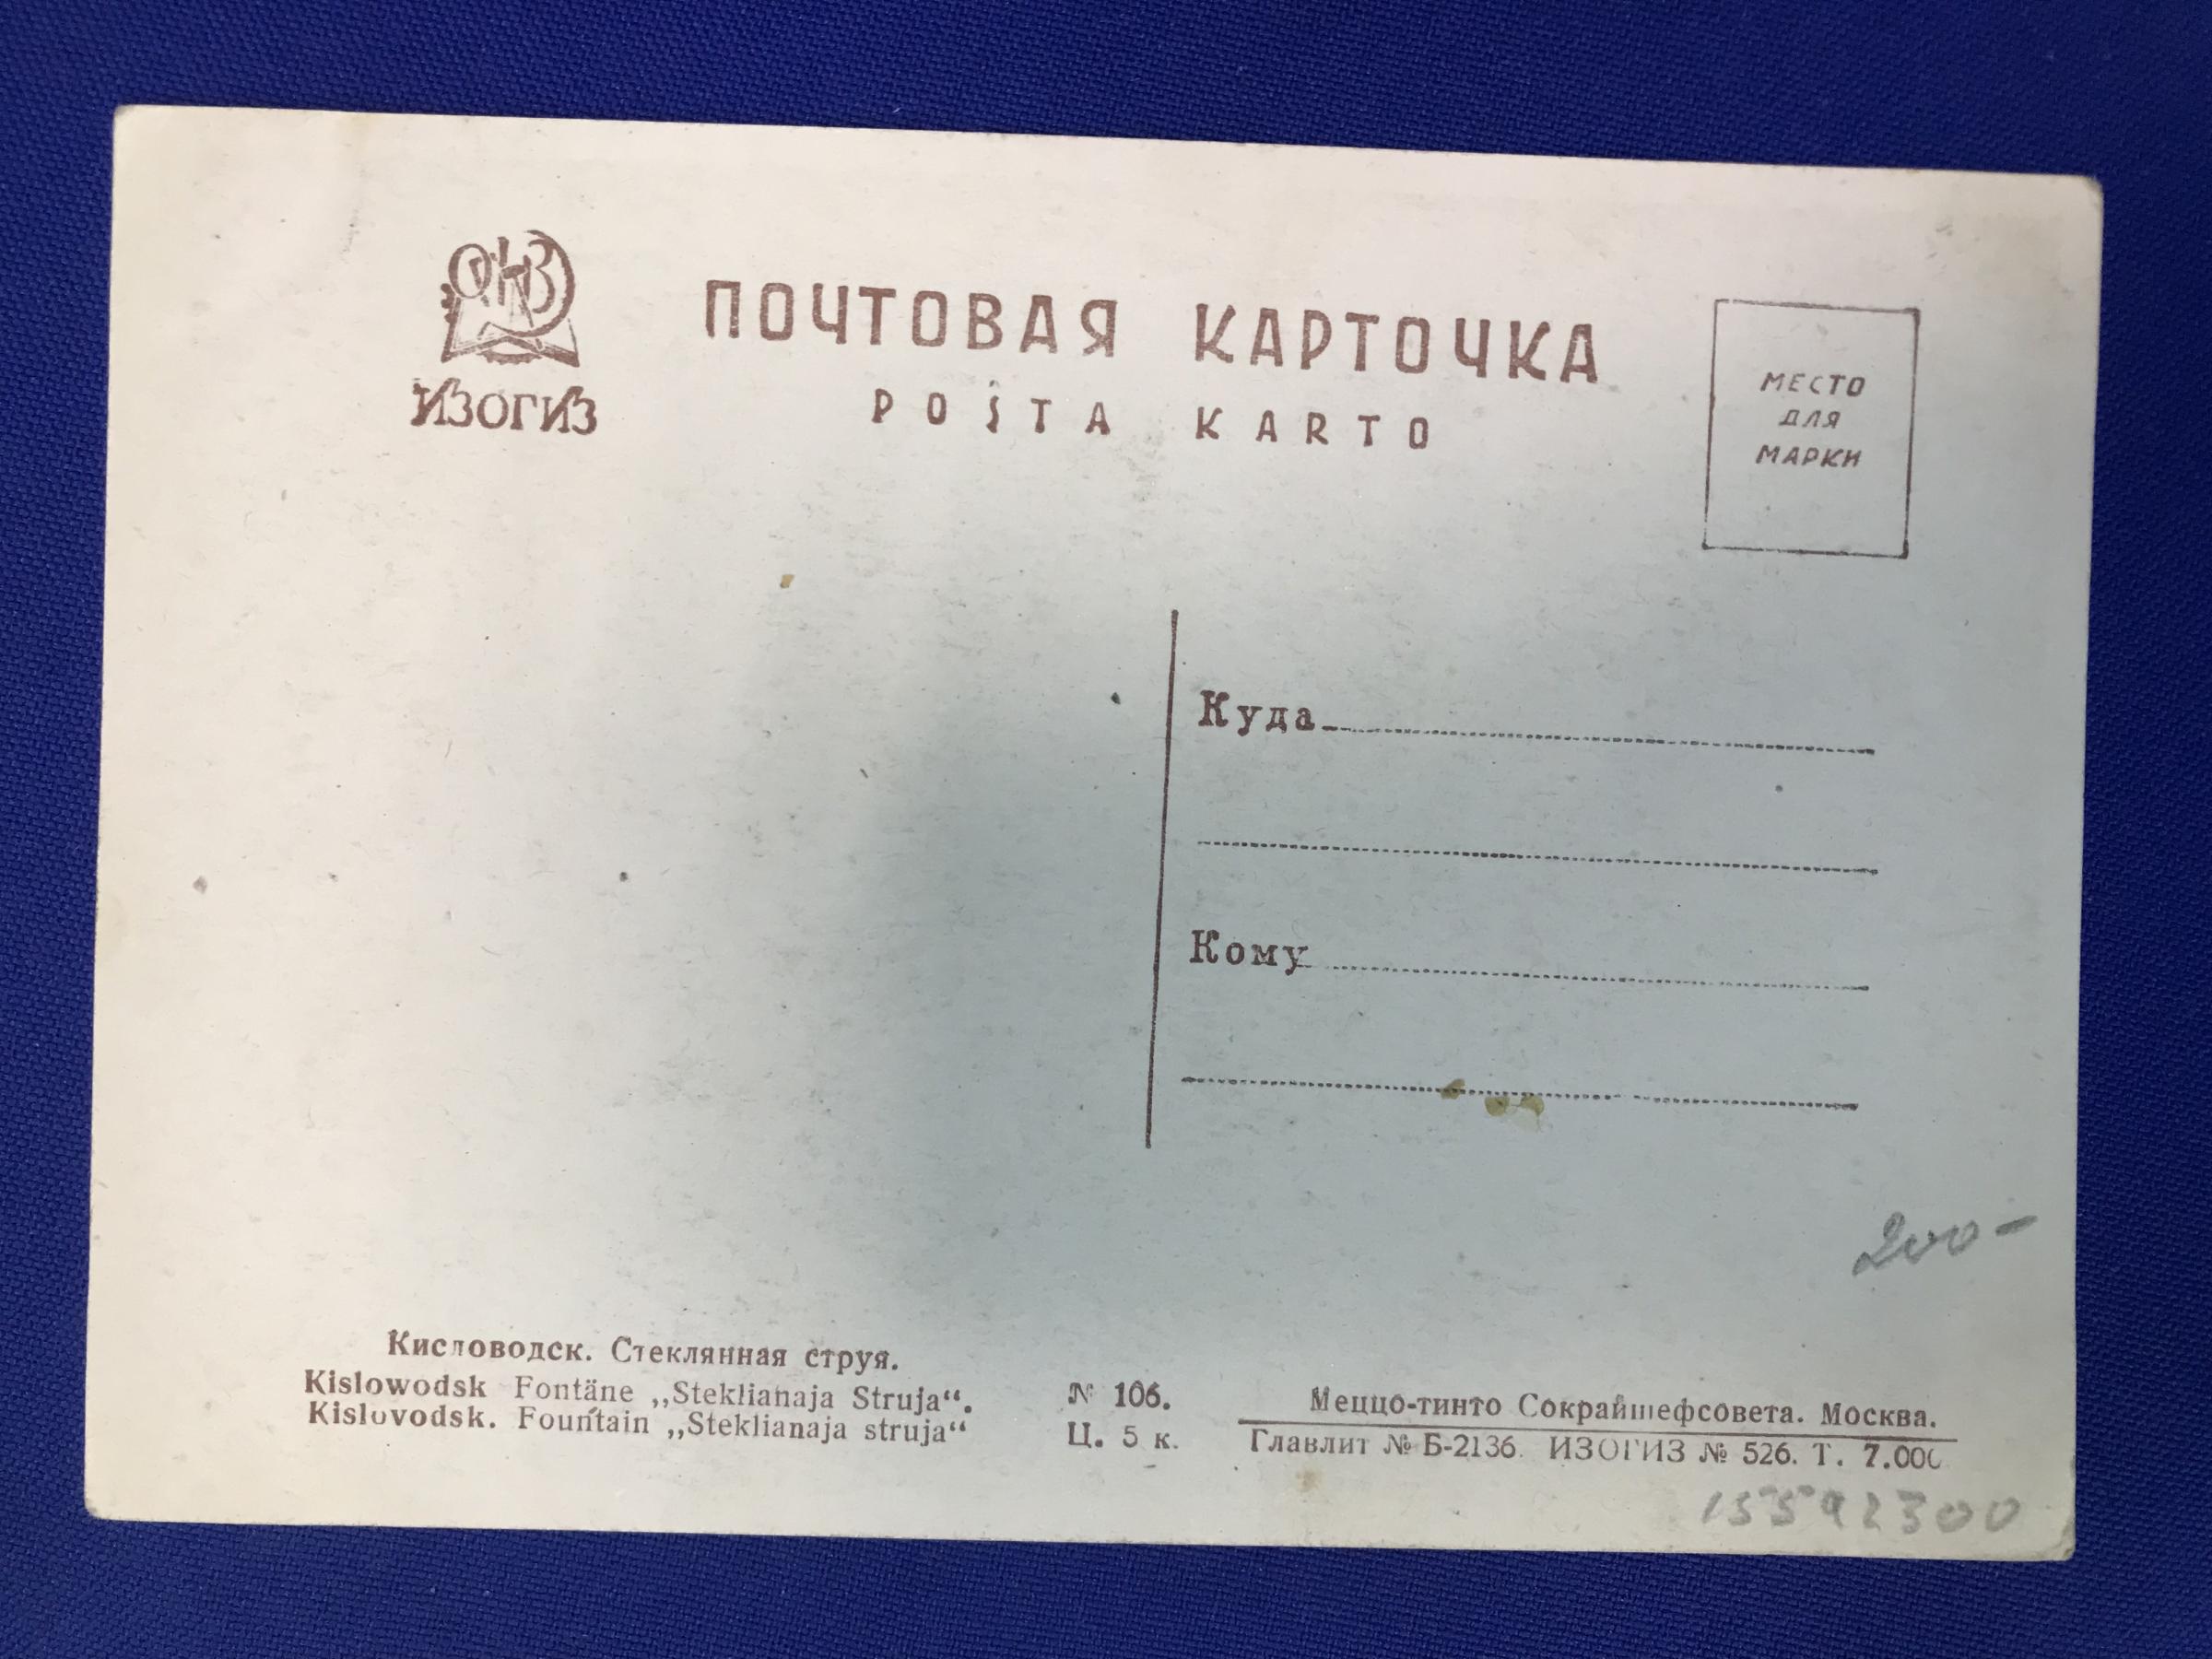 ОГИЗ
ИЗОГИЗ
ПОЧТОВАЯ КАРТОЧКА
POŜTA KARTO
МЕСТО
ДЛЯ
МАРКИ
Куда
Кому
200-
Кисловодск. Стеклянная струя.
Kislowodsk Fontäne „Steklianaja Struja“.
Kislovodsk. Fountain „Steklianaja struja“
№ 106.
Ц. 5 к.
Меццо-тинто Сокрайшефсовета. Москва.
Главлит № Б-2136. ИЗОГИЗ № 526. Т. 7.000
15592300